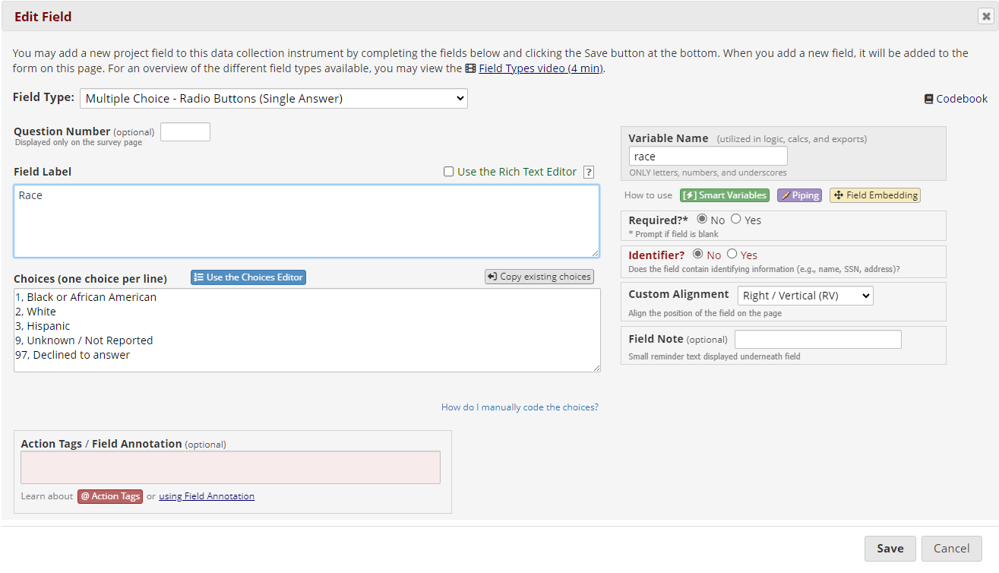 Edit Field
You may add a new project field to this data collection instrument by completing the fields below and clicking the Save button at the bottom. When you add a new field, it will be added to the
form on this page. For an overview of the different field types available, you may view the Field Types video (4 min).
Field Type: Multiple Choice - Radio Buttons (Single Answer)
Codebook
Question Number (optional)
Displayed only on the survey page
Field Label
Use the Rich Text Editor ?
Race
Choices (one choice per line)
Use the Choices Editor
Copy existing choices
1, Black or African American
2, White
3, Hispanic
9, Unknown / Not Reported
97, Declined to answer
How do I manually code the choices?
Action Tags / Field Annotation (optional)
Learn about @ Action Tags or using Field Annotation
Variable Name (utilized in logic, calcs, and exports)
race
ONLY letters, numbers, and underscores
How to use [⚡] Smart Variables Piping Field Embedding
Required?* No Yes
* Prompt if field is blank
Identifier? No Yes
Does the field contain identifying information (e.g., name, SSN, address)?
Custom Alignment Right / Vertical (RV)
Align the position of the field on the page
Field Note (optional)
Small reminder text displayed underneath field
Save
Cancel